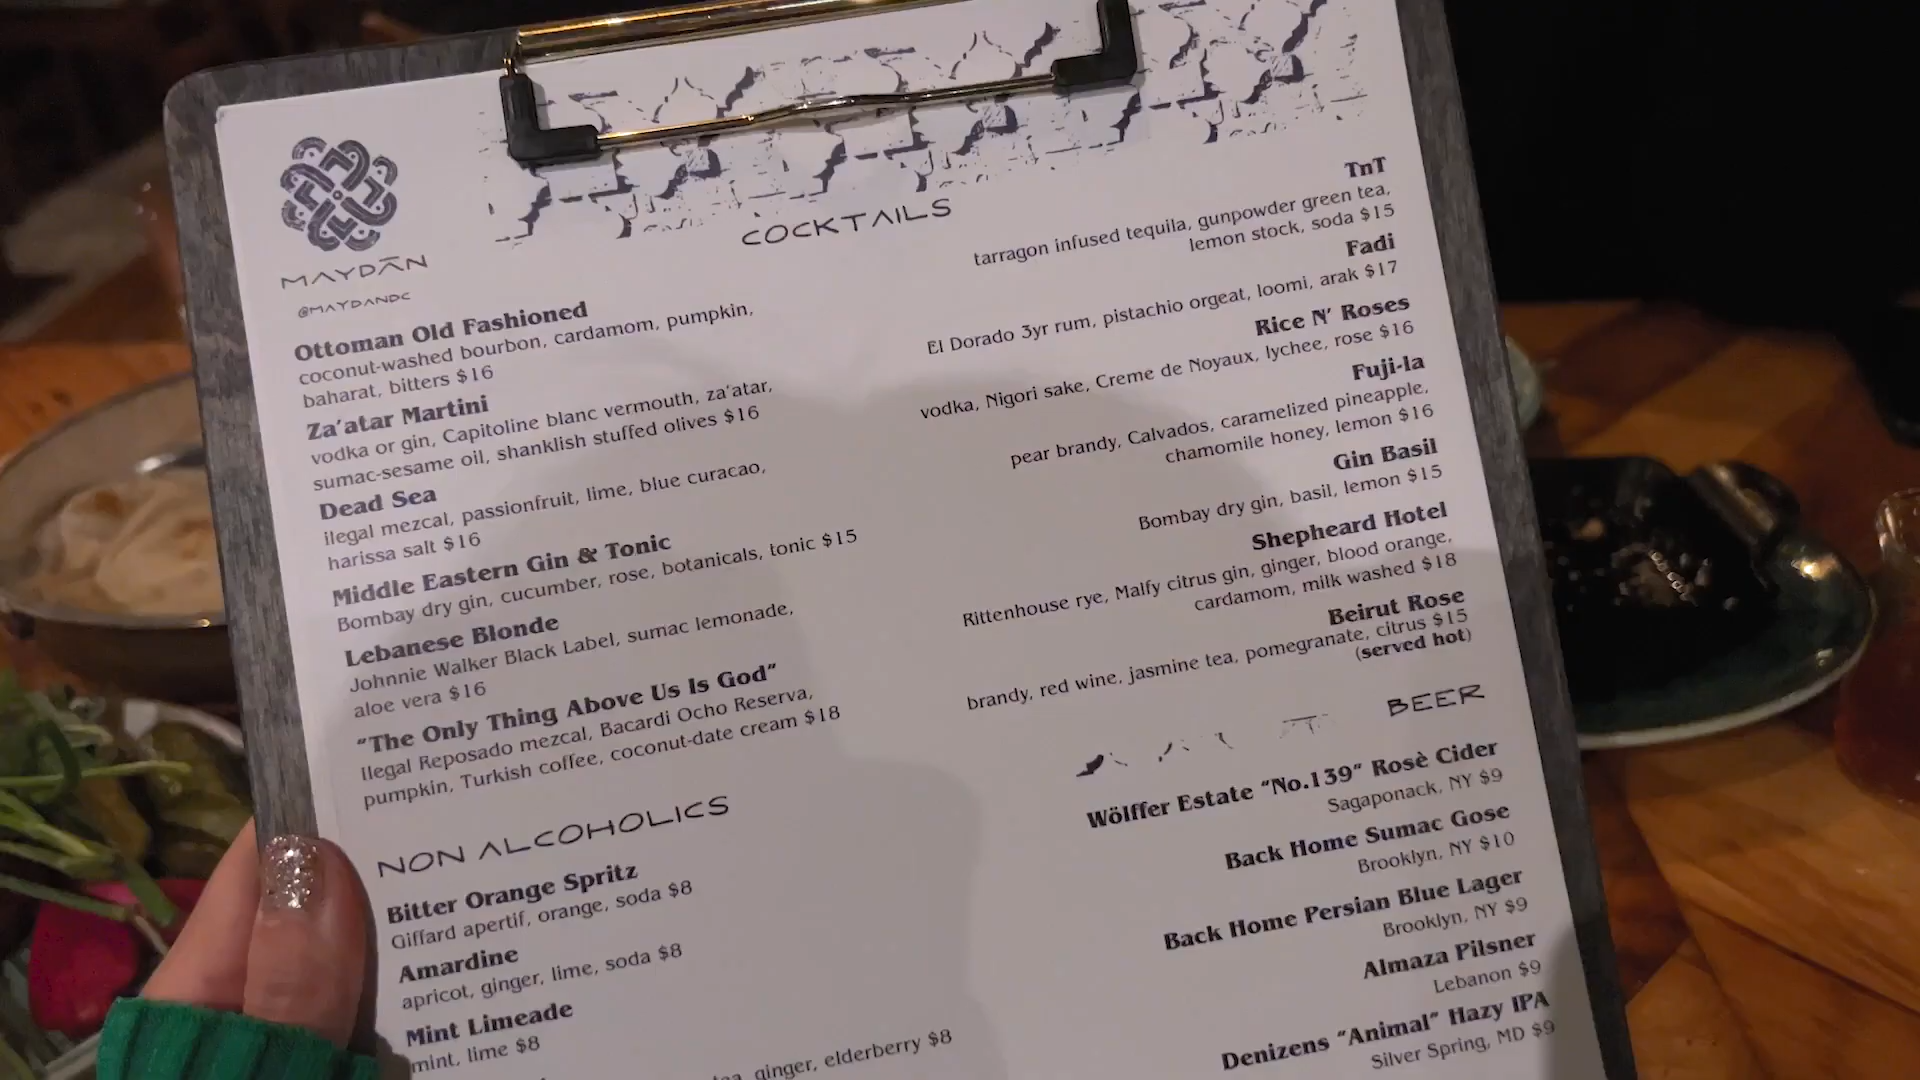 MAYDĀN
@MAYDANDC
COCKTAILS
Ottoman Old Fashioned
coconut-washed bourbon, cardamom, pumpkin,
baharat, bitters $16
Za'atar Martini
vodka or gin, Capitoline blanc vermouth, za'atar,
sumac-sesame oil, shanklish stuffed olives $16
Dead Sea
ilegal mezcal, passionfruit, lime, blue curacao,
harissa salt $16
Middle Eastern Gin & Tonic
Bombay dry gin, cucumber, rose, botanicals, tonic $15
Lebanese Blonde
Johnnie Walker Black Label, sumac lemonade,
aloe vera $16
"The Only Thing Above Us Is God"
Ilegal Reposado mezcal, Bacardi Ocho Reserva,
pumpkin, Turkish coffee, coconut-date cream $18
NON ALCOHOLICS
Bitter Orange Spritz
Giffard apertif, orange, soda $8
Amardine
apricot, ginger, lime, soda $8
Mint Limeade
mint, lime $8
ginger, elderberry $8
TnT
tarragon infused tequila, gunpowder green tea,
lemon stock, soda $15
Fadi
El Dorado 3yr rum, pistachio orgeat, loomi, arak $17
Rice N' Roses
vodka, Nigori sake, Creme de Noyaux, lychee, rose $16
Fuji-la
pear brandy, Calvados, caramelized pineapple,
chamomile honey, lemon $16
Gin Basil
Bombay dry gin, basil, lemon $15
Shepheard Hotel
Rittenhouse rye, Malfy citrus gin, ginger, blood orange,
cardamom, milk washed $18
Beirut Rose
brandy, red wine, jasmine tea, pomegranate, citrus $15
(served hot)
BEER
Wölffer Estate "No.139" Rosè Cider
Sagaponack, NY $9
Back Home Sumac Gose
Brooklyn, NY $10
Back Home Persian Blue Lager
Brooklyn, NY $9
Almaza Pilsner
Lebanon $9
Denizens "Animal" Hazy IPA
Silver Spring, MD $9